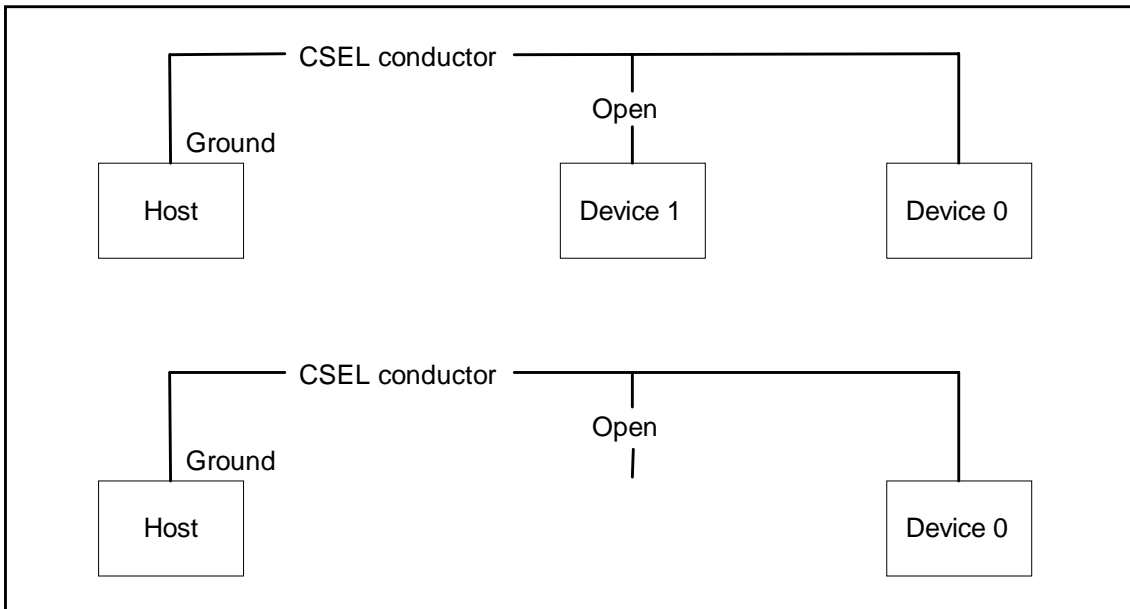 CSEL conductor
Open
Ground
Host
Device 1
Device 0
CSEL conductor
Open
Ground
Host
Device 0